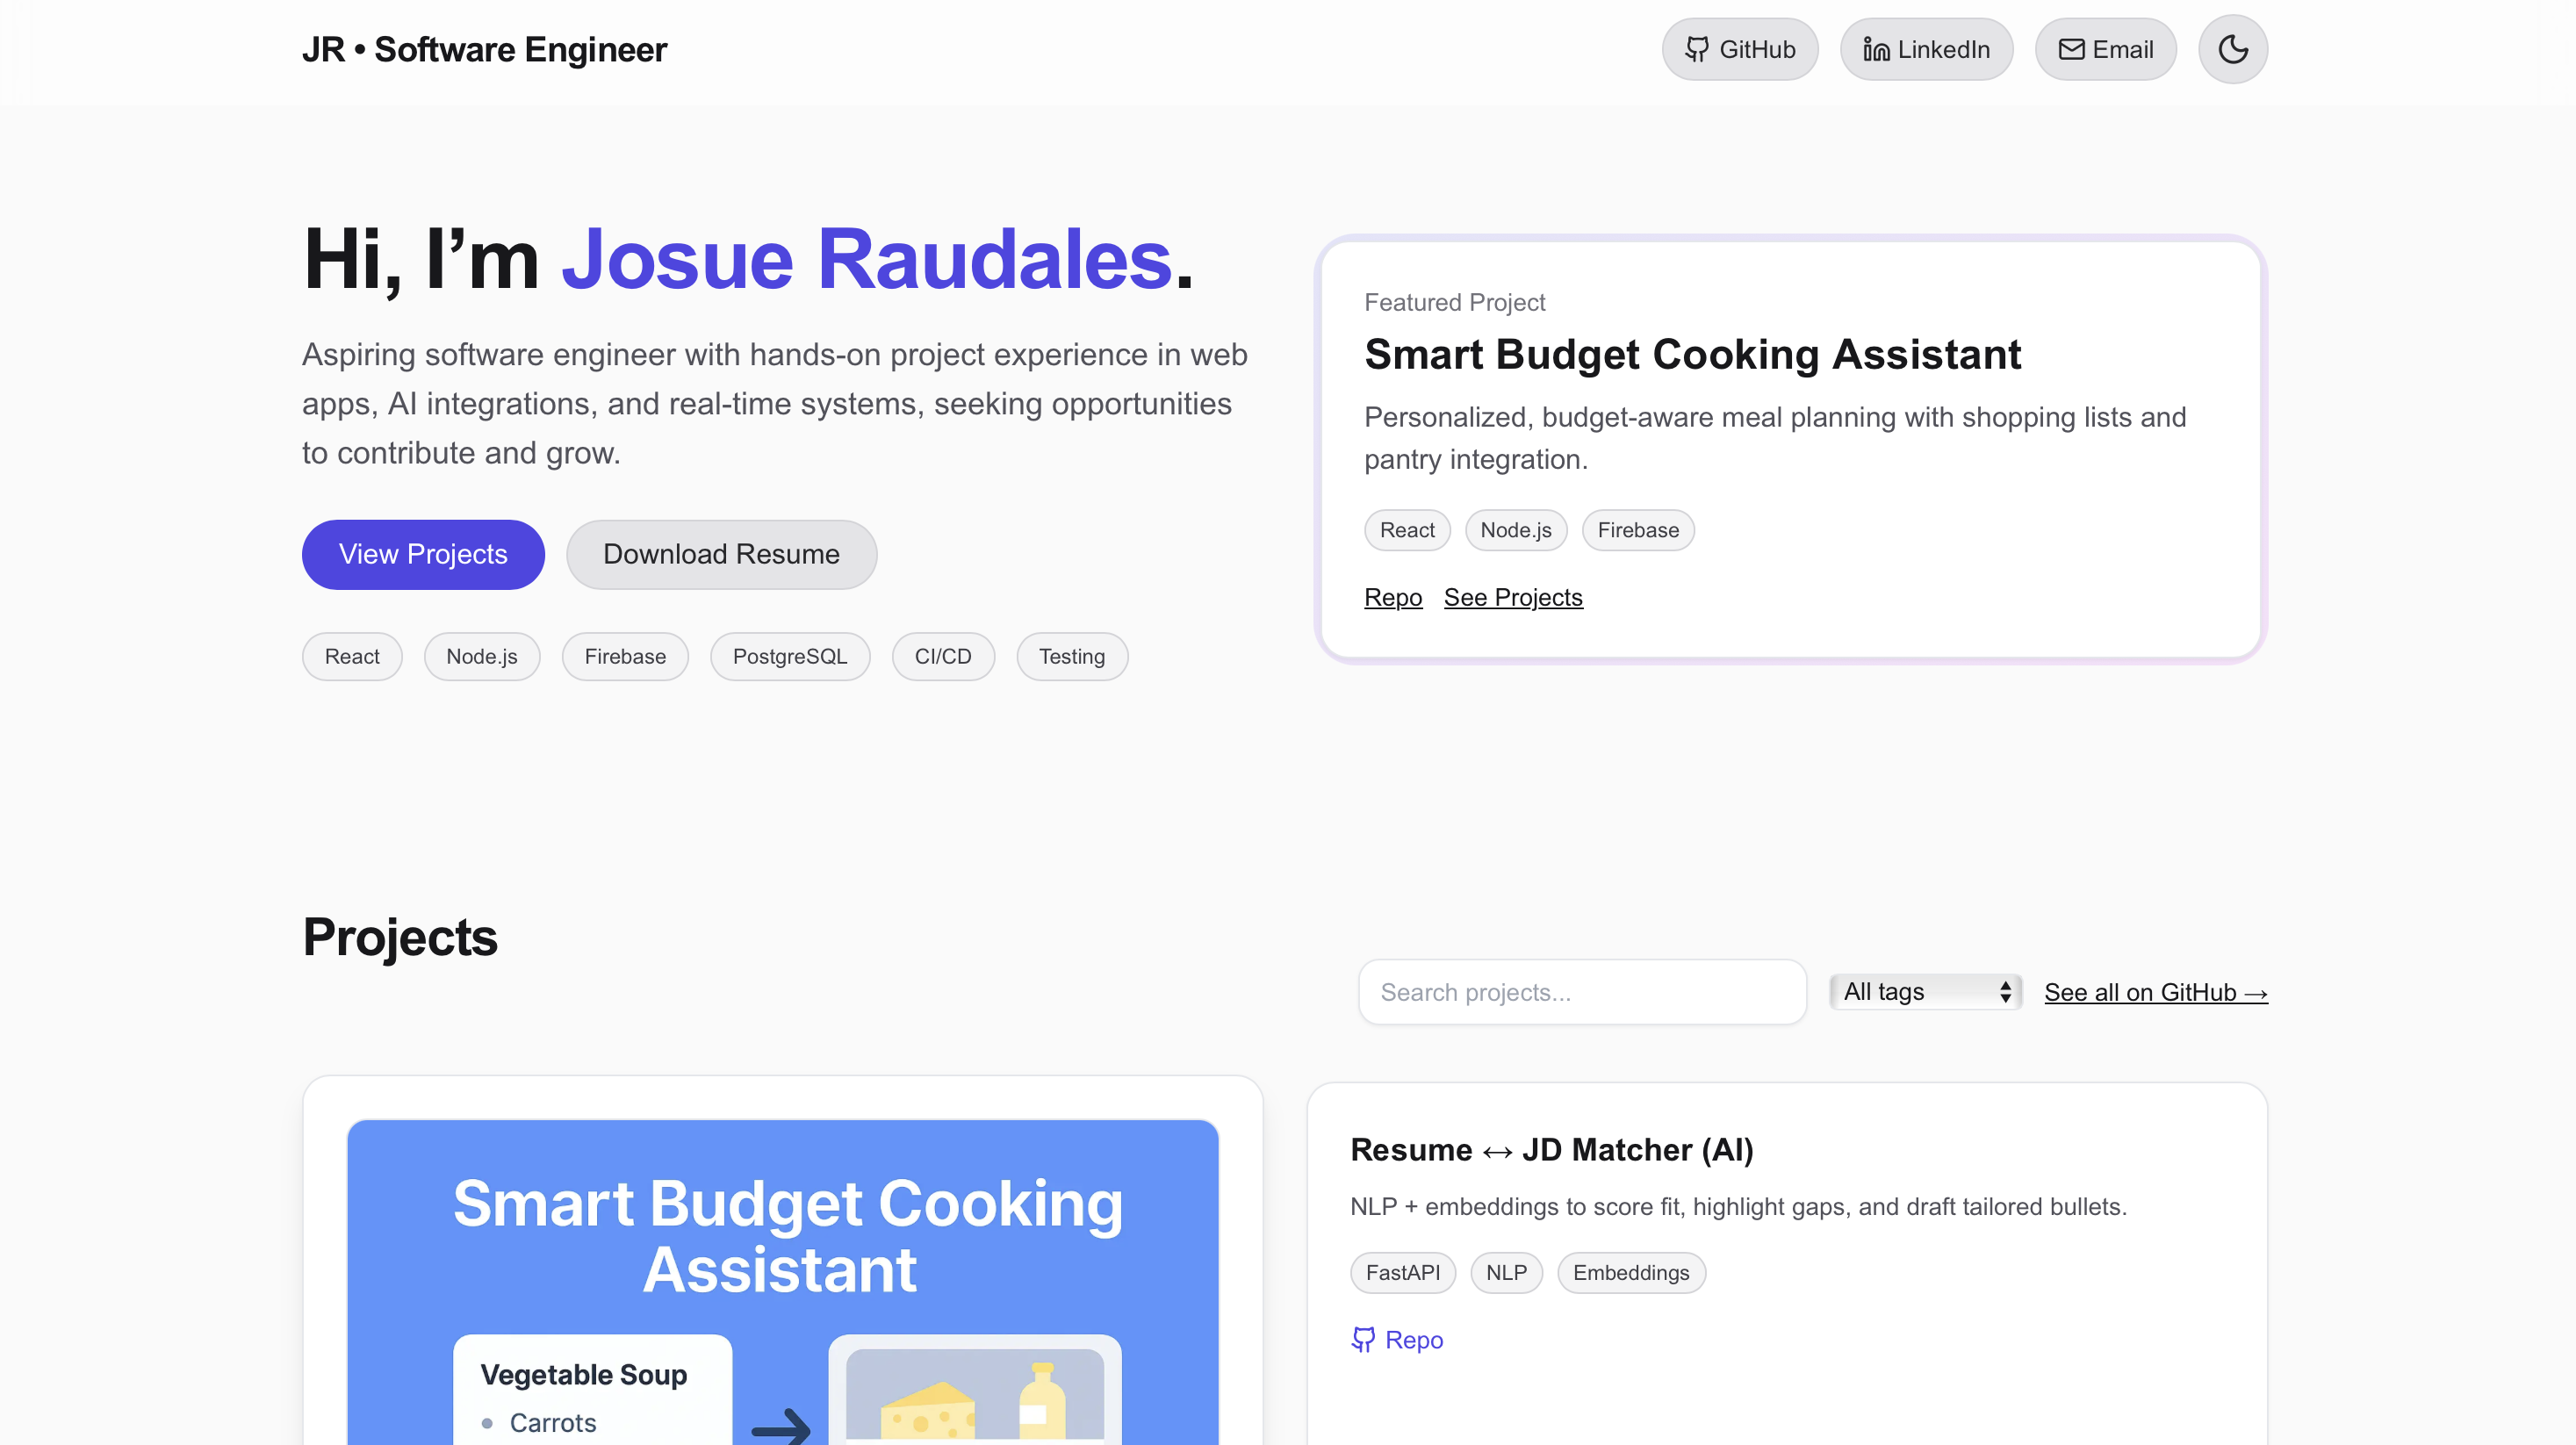 JR • Software Engineer
GitHub
LinkedIn
Email
Hi, I’m Josue Raudales.
Aspiring software engineer with hands-on project experience in web
apps, AI integrations, and real-time systems, seeking opportunities
to contribute and grow.
View Projects
Download Resume
React
Node.js
Firebase
PostgreSQL
CI/CD
Testing
Featured Project
Smart Budget Cooking Assistant
Personalized, budget-aware meal planning with shopping lists and
pantry integration.
React
Node.js
Firebase
Repo
See Projects
Projects
Search projects...
All tags
See all on GitHub →
Smart Budget Cooking
Assistant
Vegetable Soup
• Carrots
Resume ↔ JD Matcher (AI)
NLP + embeddings to score fit, highlight gaps, and draft tailored bullets.
FastAPI
NLP
Embeddings
Repo